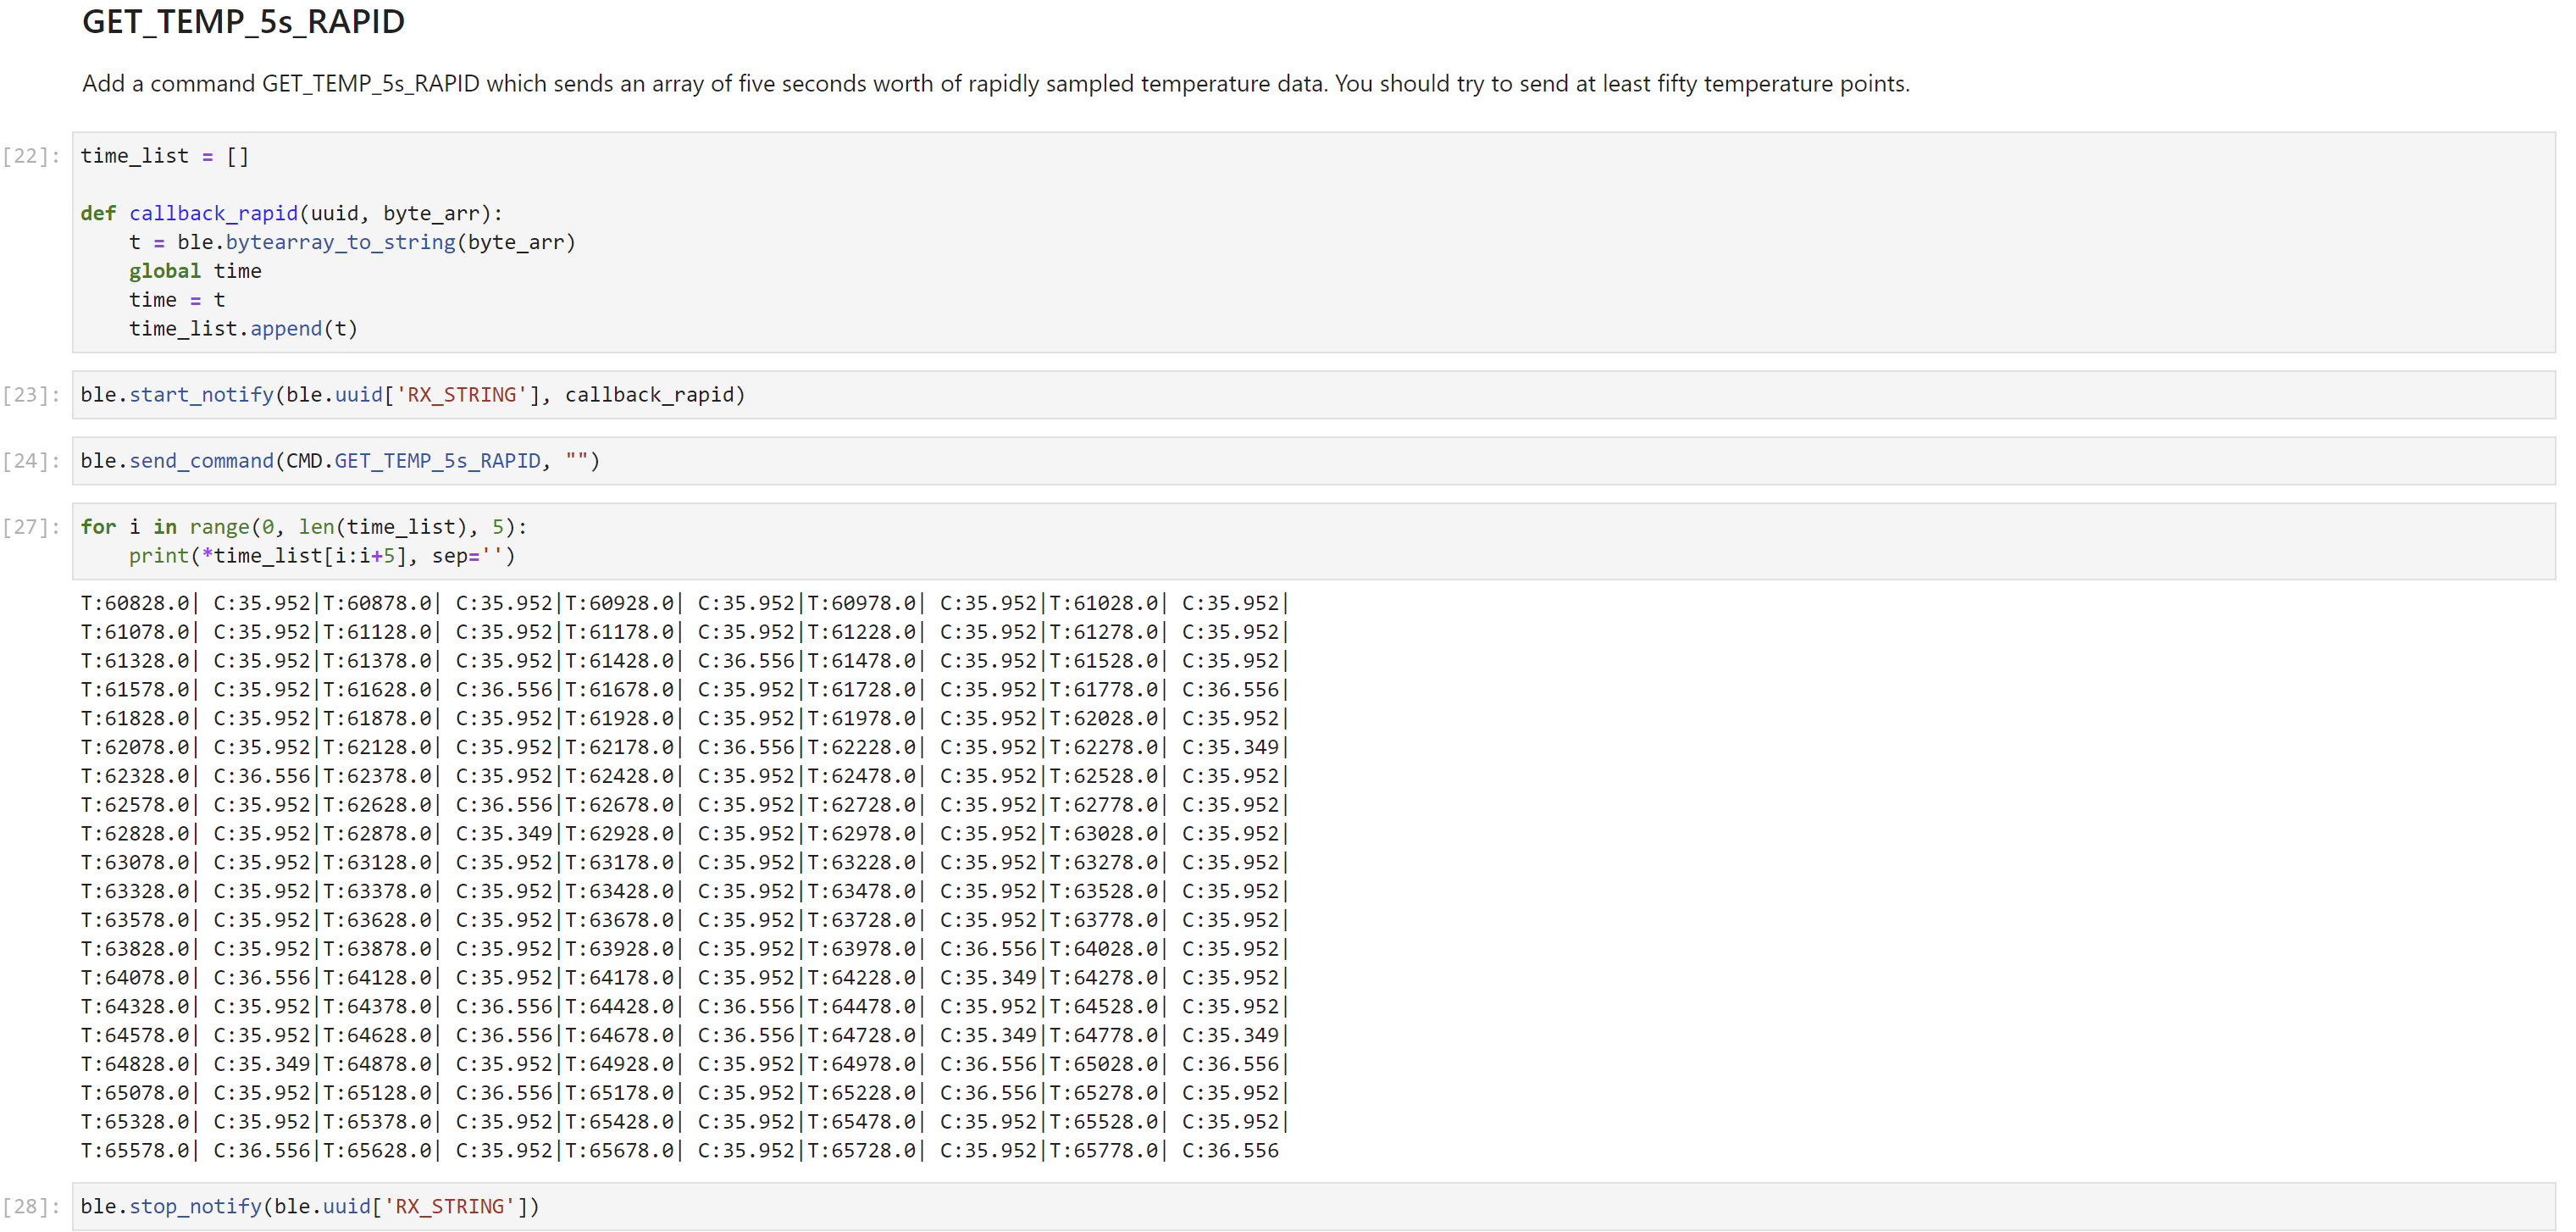 GET_TEMP_5s_RAPID
Add a command GET_TEMP_5s_RAPID which sends an array of five seconds worth of rapidly sampled temperature data. You should try to send at least fifty temperature points.
[22]: time_list = []
def callback_rapid(uuid, byte_arr):
    t = ble.bytearray_to_string(byte_arr)
    global time
    time = t
    time_list.append(t)
[23]: ble.start_notify(ble.uuid['RX_STRING'], callback_rapid)
[24]: ble.send_command(CMD.GET_TEMP_5s_RAPID, "")
[27]: for i in range(0, len(time_list), 5):
    print(*time_list[i:i+5], sep='')
T:60828.0| C:35.952|T:60878.0| C:35.952|T:60928.0| C:35.952|T:60978.0| C:35.952|T:61028.0| C:35.952|
T:61078.0| C:35.952|T:61128.0| C:35.952|T:61178.0| C:35.952|T:61228.0| C:35.952|T:61278.0| C:35.952|
T:61328.0| C:35.952|T:61378.0| C:35.952|T:61428.0| C:36.556|T:61478.0| C:35.952|T:61528.0| C:35.952|
T:61578.0| C:35.952|T:61628.0| C:36.556|T:61678.0| C:35.952|T:61728.0| C:35.952|T:61778.0| C:36.556|
T:61828.0| C:35.952|T:61878.0| C:35.952|T:61928.0| C:35.952|T:61978.0| C:35.952|T:62028.0| C:35.952|
T:62078.0| C:35.952|T:62128.0| C:35.952|T:62178.0| C:36.556|T:62228.0| C:35.952|T:62278.0| C:35.349|
T:62328.0| C:36.556|T:62378.0| C:35.952|T:62428.0| C:35.952|T:62478.0| C:35.952|T:62528.0| C:35.952|
T:62578.0| C:35.952|T:62628.0| C:36.556|T:62678.0| C:35.952|T:62728.0| C:35.952|T:62778.0| C:35.952|
T:62828.0| C:35.952|T:62878.0| C:35.349|T:62928.0| C:35.952|T:62978.0| C:35.952|T:63028.0| C:35.952|
T:63078.0| C:35.952|T:63128.0| C:35.952|T:63178.0| C:35.952|T:63228.0| C:35.952|T:63278.0| C:35.952|
T:63328.0| C:35.952|T:63378.0| C:35.952|T:63428.0| C:35.952|T:63478.0| C:35.952|T:63528.0| C:35.952|
T:63578.0| C:35.952|T:63628.0| C:35.952|T:63678.0| C:35.952|T:63728.0| C:35.952|T:63778.0| C:35.952|
T:63828.0| C:35.952|T:63878.0| C:35.952|T:63928.0| C:35.952|T:63978.0| C:36.556|T:64028.0| C:35.952|
T:64078.0| C:36.556|T:64128.0| C:35.952|T:64178.0| C:35.952|T:64228.0| C:35.349|T:64278.0| C:35.952|
T:64328.0| C:35.952|T:64378.0| C:36.556|T:64428.0| C:36.556|T:64478.0| C:35.952|T:64528.0| C:35.952|
T:64578.0| C:35.952|T:64628.0| C:36.556|T:64678.0| C:36.556|T:64728.0| C:35.349|T:64778.0| C:35.349|
T:64828.0| C:35.349|T:64878.0| C:35.952|T:64928.0| C:35.952|T:64978.0| C:36.556|T:65028.0| C:36.556|
T:65078.0| C:35.952|T:65128.0| C:36.556|T:65178.0| C:35.952|T:65228.0| C:36.556|T:65278.0| C:35.952|
T:65328.0| C:35.952|T:65378.0| C:35.952|T:65428.0| C:35.952|T:65478.0| C:35.952|T:65528.0| C:35.952|
T:65578.0| C:36.556|T:65628.0| C:35.952|T:65678.0| C:35.952|T:65728.0| C:35.952|T:65778.0| C:36.556
[28]: ble.stop_notify(ble.uuid['RX_STRING'])